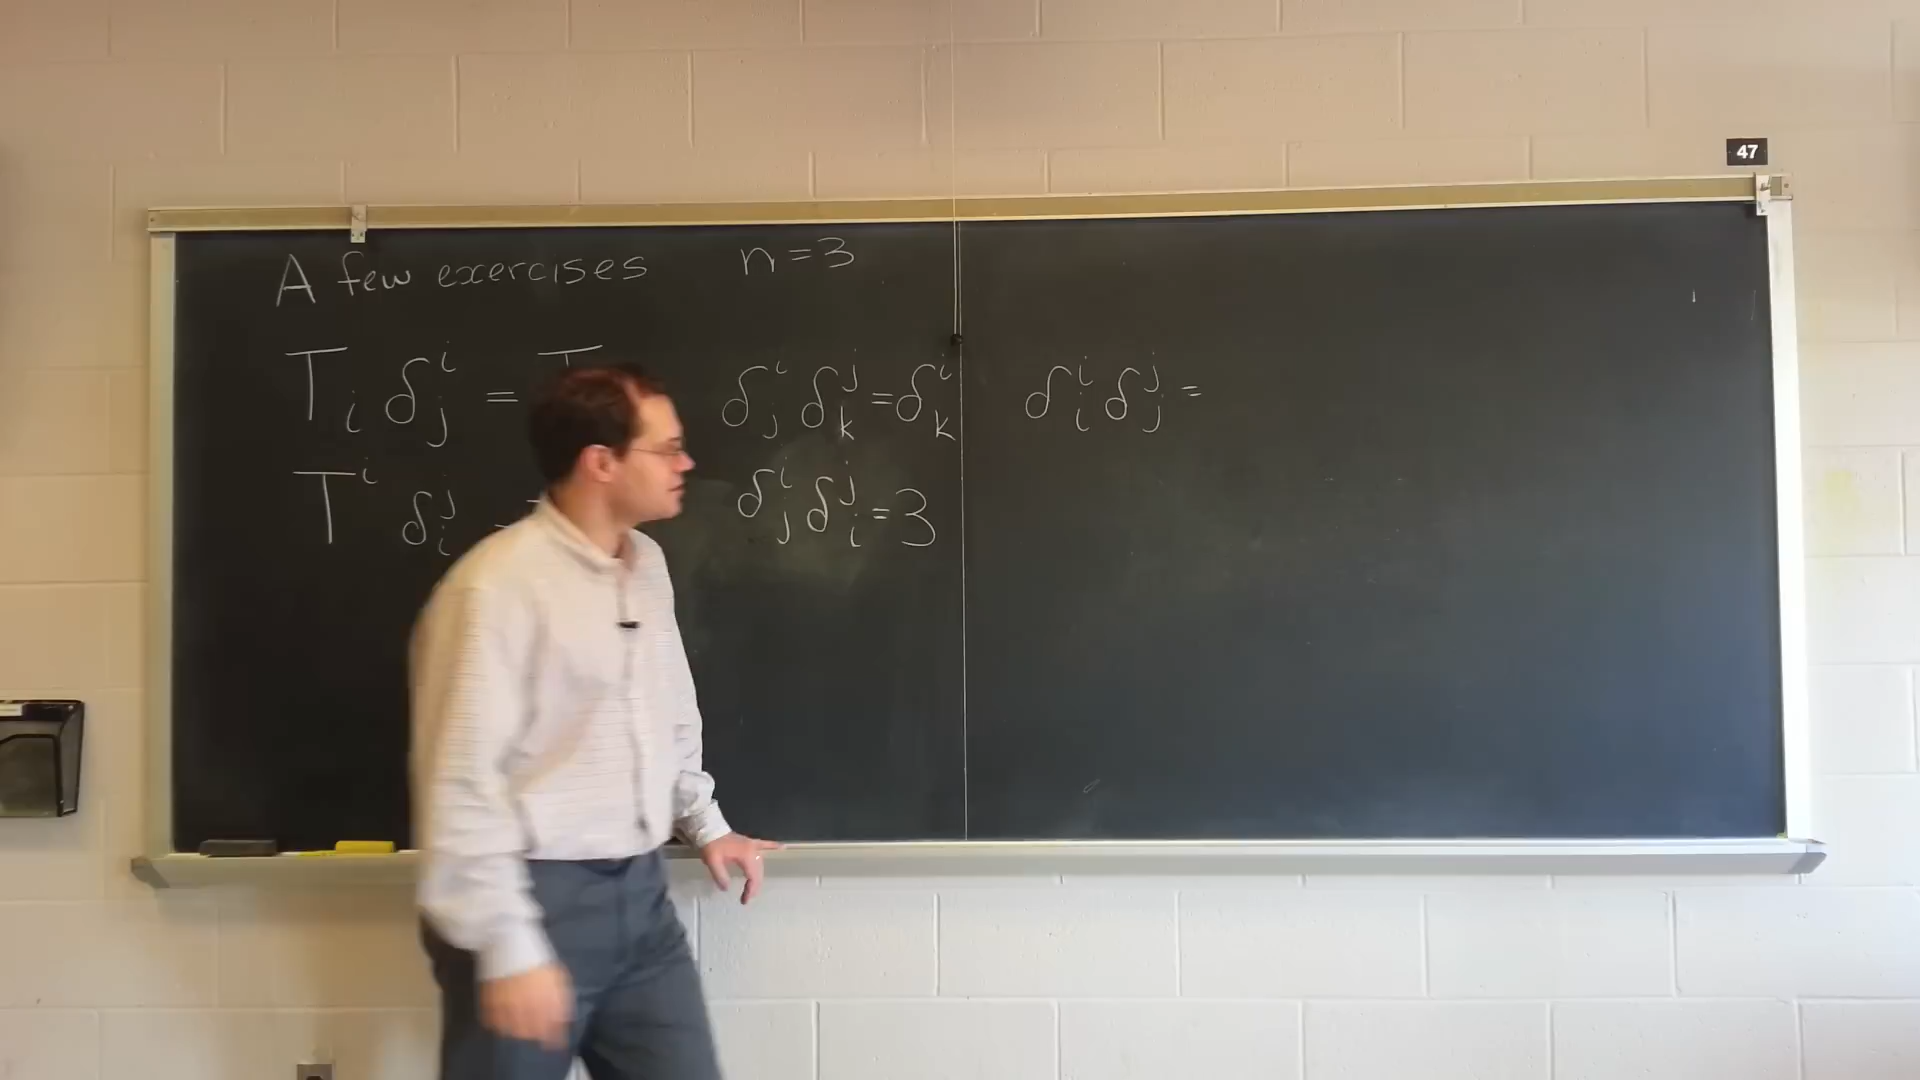 47
A few exercises n=3
T_i δ^i_j = T δ^i_j δ^j_k = δ^i_k δ^i_i δ^j_j =
T^i δ^j_i = δ^i_j δ^j_i = 3